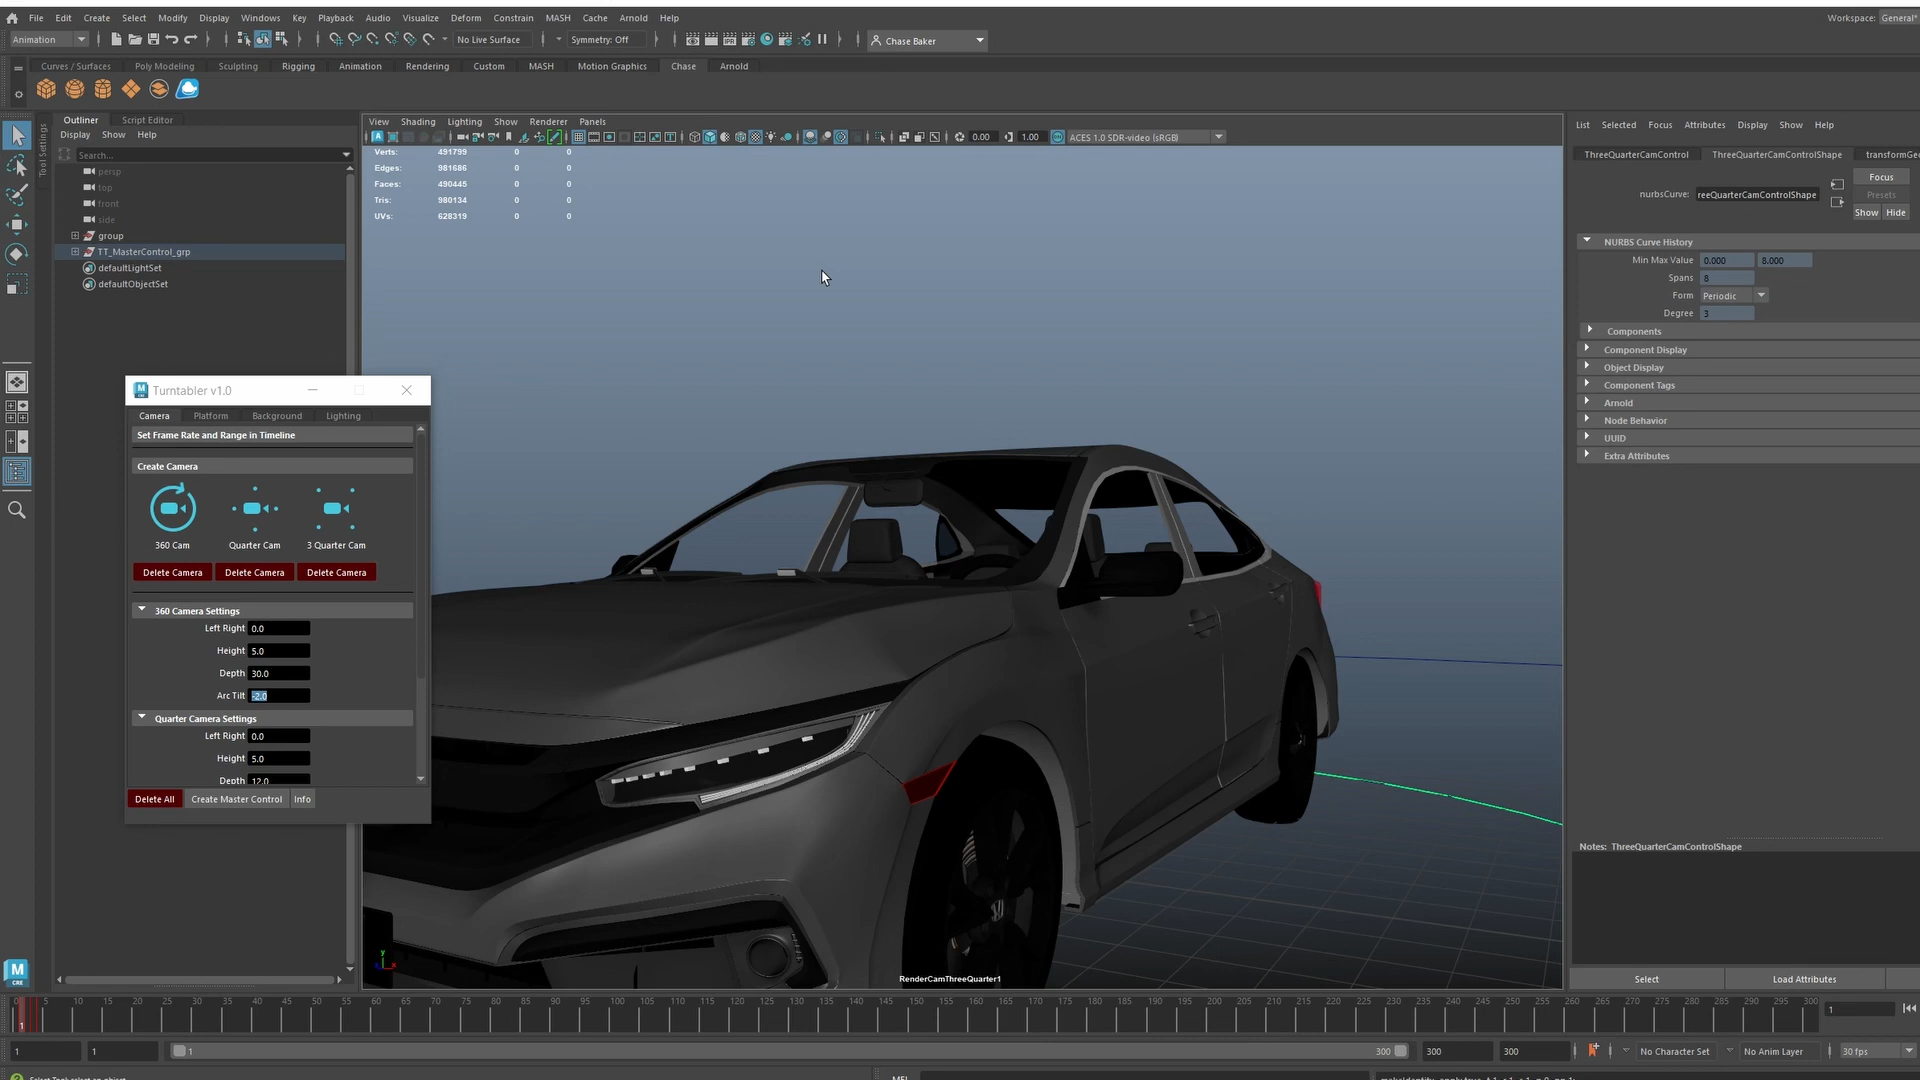 File Edit Create Select Modify Display Windows Key Playback Audio Visualize Deform Constrain MASH Cache Arnold Help
Workspace: General*
Animation
No Live Surface
Symmetry: Off
Chase Baker
Curves / Surfaces Poly Modeling Sculpting Rigging Animation Rendering Custom MASH Motion Graphics Chase Arnold
Tool Settings
Outliner Script Editor
Display Show Help
Search...
persp
top
front
side
group
TT_MasterControl_grp
defaultLightSet
defaultObjectSet
View Shading Lighting Show Renderer Panels
0.00 1.00 ACES 1.0 SDR-video (sRGB)
Verts: 491799 0 0
Edges: 981686 0 0
Faces: 490445 0 0
Tris: 980134 0 0
UVs: 628319 0 0
RenderCamThreeQuarter1
y
x
Turntabler v1.0
Camera Platform Background Lighting
Set Frame Rate and Range in Timeline
Create Camera
360 Cam Quarter Cam 3 Quarter Cam
Delete Camera Delete Camera Delete Camera
360 Camera Settings
Left Right 0.0
Height 5.0
Depth 30.0
Arc Tilt -2.0
Quarter Camera Settings
Left Right 0.0
Height 5.0
Depth 12.0
Delete All Create Master Control Info
List Selected Focus Attributes Display Show Help
ThreeQuarterCamControl ThreeQuarterCamControlShape transformGeo
Focus
Presets
nurbsCurve: reeQuarterCamControlShape
Show Hide
NURBS Curve History
Min Max Value 0.000 8.000
Spans 8
Form Periodic
Degree 3
Components
Component Display
Object Display
Component Tags
Arnold
Node Behavior
UUID
Extra Attributes
Notes: ThreeQuarterCamControlShape
Select Load Attributes
M
CRE
0 5 10 15 20 25 30 35 40 45 50 55 60 65 70 75 80 85 90 95 100 105 110 115 120 125 130 135 140 145 150 155 160 165 170 175 180 185 190 195 200 205 210 215 220 225 230 235 240 245 250 255 260 265 270 275 280 285 290 295 300
1
1
1 1 1 300 300 300 No Character Set No Anim Layer 30 fps
Select Tool: select an object
MEL